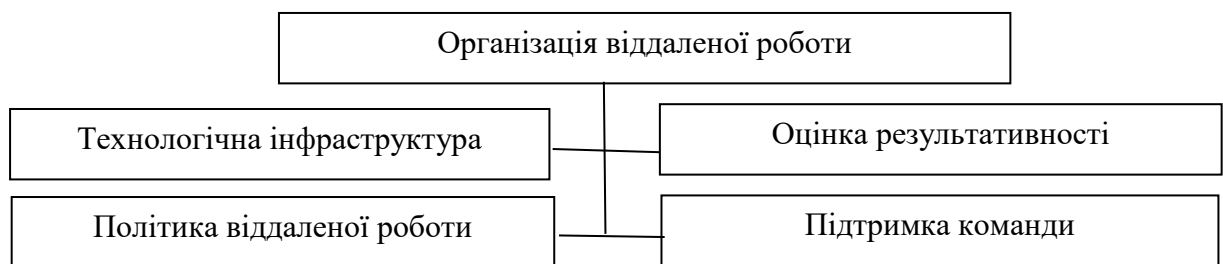 Організація віддаленої роботи
Технологічна інфраструктура
Оцінка результативності
Політика віддаленої роботи
Підтримка команди